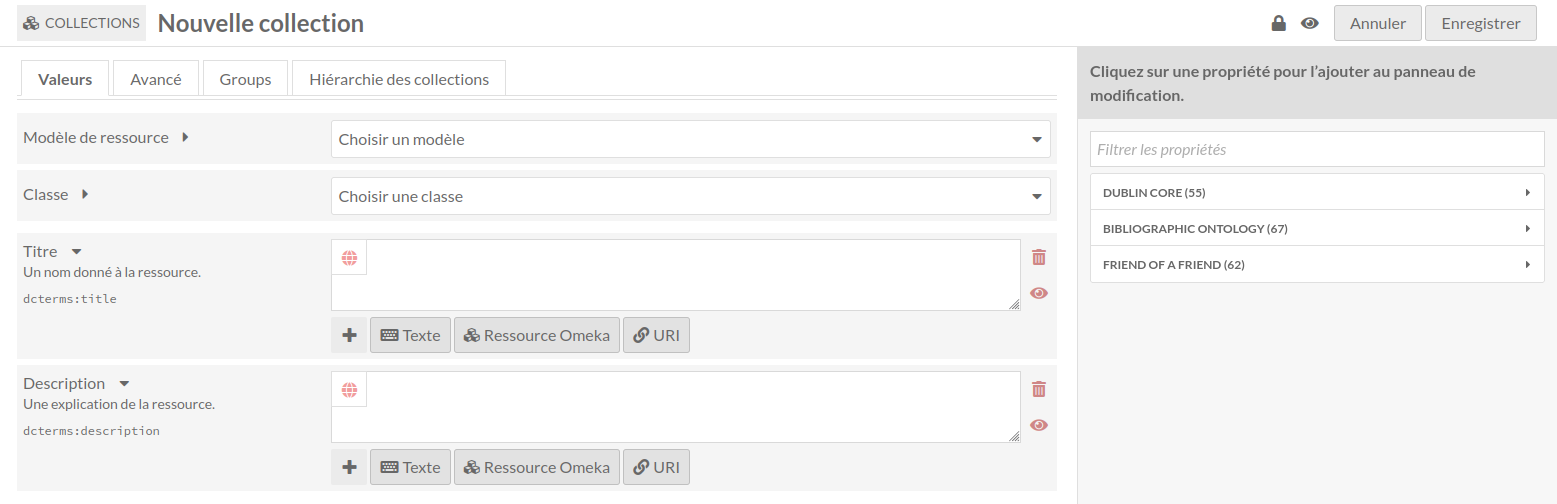 COLLECTIONS Nouvelle collection
Annuler Enregistrer
Valeurs Avancé Groups Hiérarchie des collections
Modèle de ressource Choisir un modèle
Classe Choisir une classe
Titre
Un nom donné à la ressource.
dcterms:title
Texte Ressource Omeka URI
Description
Une explication de la ressource.
dcterms:description
Texte Ressource Omeka URI
Cliquez sur une propriété pour l’ajouter au panneau de
modification.
Filtrer les propriétés
DUBLIN CORE (55)
BIBLIOGRAPHIC ONTOLOGY (67)
FRIEND OF A FRIEND (62)